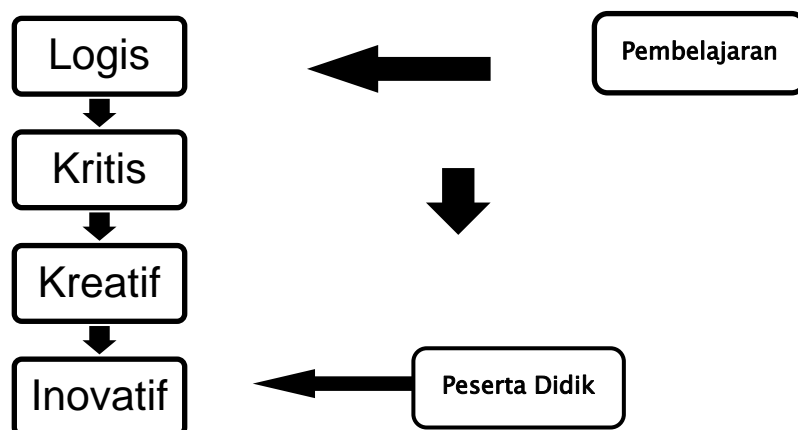 Logis
Pembelajaran
Kritis
Kreatif
Inovatif
Peserta Didik